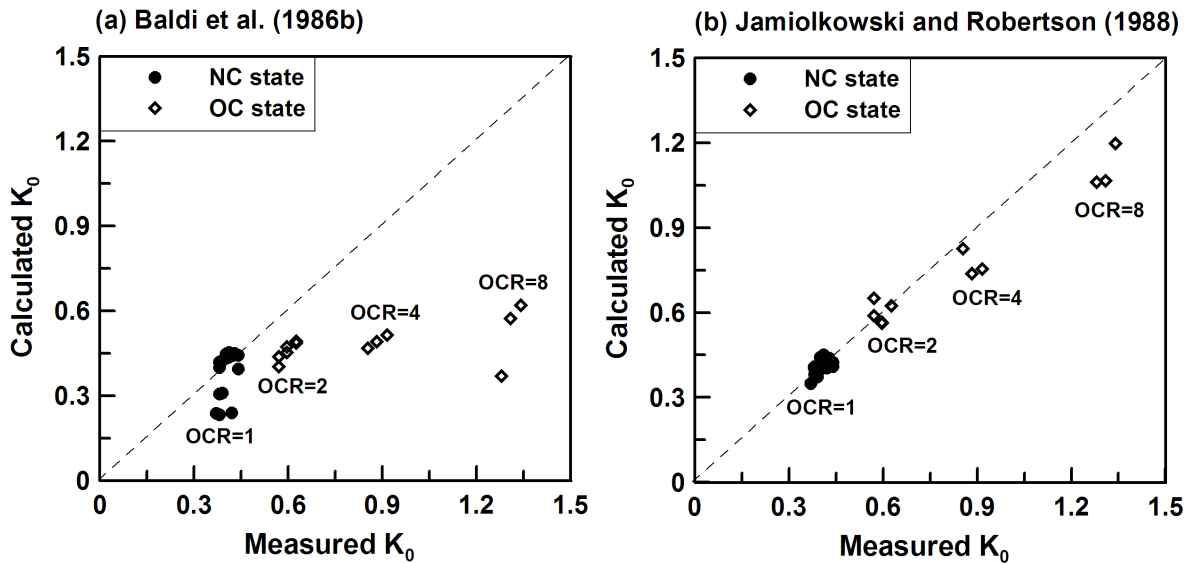 (a) Baldi et al. (1986b)
1.5
1.2
0.9
0.6
0.3
0
Calculated K₀
NC state
OC state
OCR=8
OCR=4
OCR=2
OCR=1
0
0.3
0.6
0.9
1.2
1.5
Measured K₀
(b) Jamiolkowski and Robertson (1988)
1.5
1.2
0.9
0.6
0.3
0
Calculated K₀
NC state
OC state
OCR=8
OCR=4
OCR=2
OCR=1
0
0.3
0.6
0.9
1.2
1.5
Measured K₀